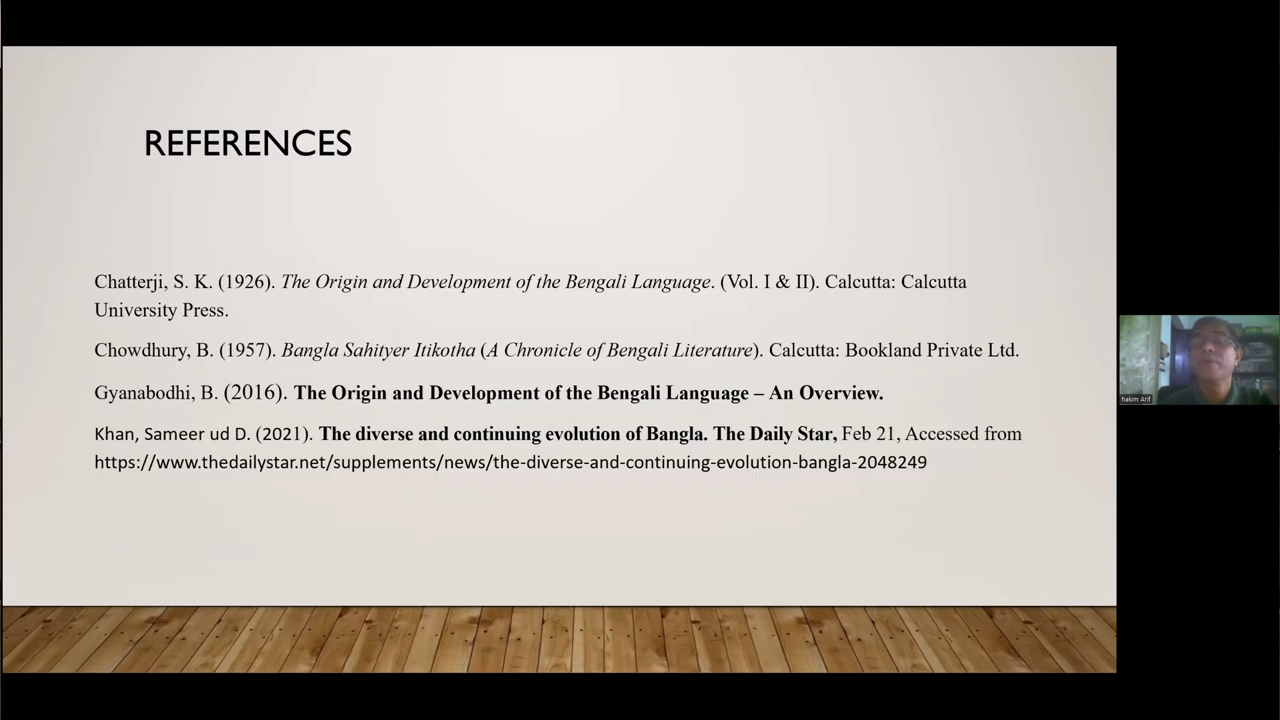 REFERENCES
Chatterji, S. K. (1926). The Origin and Development of the Bengali Language. (Vol. I & II). Calcutta: Calcutta
University Press.
Chowdhury, B. (1957). Bangla Sahityer Itikotha (A Chronicle of Bengali Literature). Calcutta: Bookland Private Ltd.
Gyanabodhi, B. (2016). The Origin and Development of the Bengali Language – An Overview.
Khan, Sameer ud D. (2021). The diverse and continuing evolution of Bangla. The Daily Star, Feb 21, Accessed from
https://www.thedailystar.net/supplements/news/the-diverse-and-continuing-evolution-bangla-2048249
hakim Arif